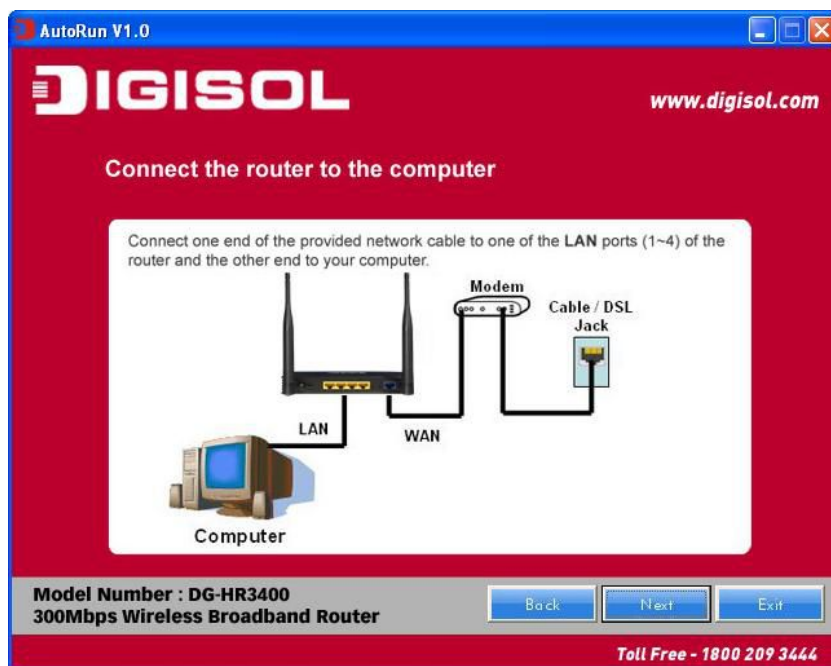 AutoRun V1.0
DIGISOL
www.digisol.com
Connect the router to the computer
Connect one end of the provided network cable to one of the LAN ports (1~4) of the
router and the other end to your computer.
Modem
Cable / DSL
Jack
LAN
WAN
Computer
Model Number : DG-HR3400
300Mbps Wireless Broadband Router
Back
Next
Exit
Toll Free - 1800 209 3444